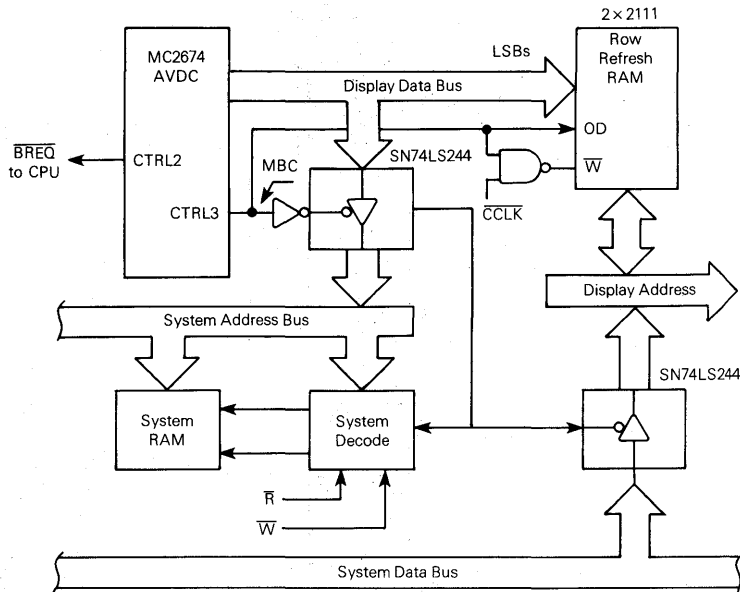 2 × 2111
MC2674
AVDC
LSBs
Row
Refresh
RAM
Display Data Bus
OD
BREQ
to CPU
CTRL2
MBC
SN74LS244
W
CTRL3
CCLK
Display Address
System Address Bus
SN74LS244
System
RAM
System
Decode
R
W
System Data Bus